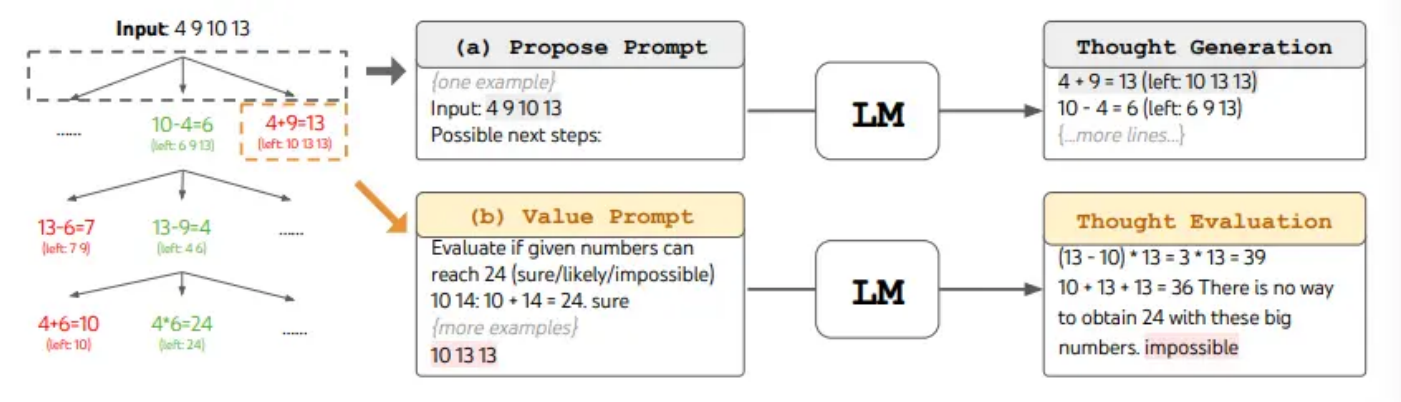 Input: 4 9 10 13
......
10-4=6
(left: 6 9 13)
4+9=13
(left: 10 13 13)
13-6=7
(left: 7 9)
13-9=4
(left: 4 6)
......
4+6=10
(left: 10)
4*6=24
(left: 24)
......
(a) Propose Prompt
{one example}
Input: 4 9 10 13
Possible next steps:
LM
Thought Generation
4 + 9 = 13 (left: 10 13 13)
10 - 4 = 6 (left: 6 9 13)
{...more lines...}
(b) Value Prompt
Evaluate if given numbers can
reach 24 (sure/likely/impossible)
10 14: 10 + 14 = 24. sure
{more examples}
10 13 13
LM
Thought Evaluation
(13 - 10) * 13 = 3 * 13 = 39
10 + 13 + 13 = 36 There is no way
to obtain 24 with these big
numbers. impossible